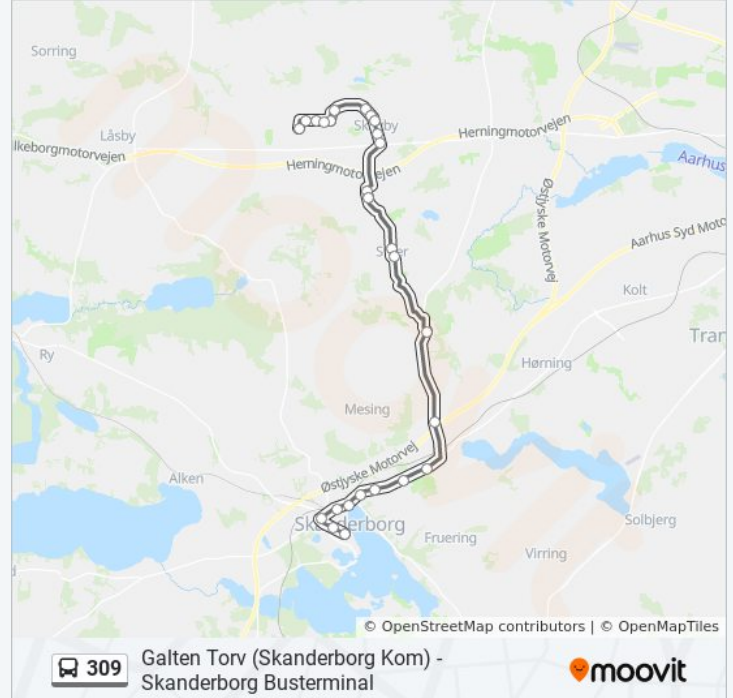 Sorring
Låsby
Skovby
Herningmotorvejen
lkeborgmotorvejen
Herningmotorvejen
Aarhus
Østjyske Motorvej
Aarhus Syd Moto
Stjær
Kolt
Tran
Ry
Hørning
Mesing
Østjyske Motorvej
Alken
Skanderborg
Solbjerg
Fruering
Virring
© OpenStreetMap contributors | © OpenMapTiles
309
Galten Torv (Skanderborg Kom) -
Skanderborg Busterminal
moovit